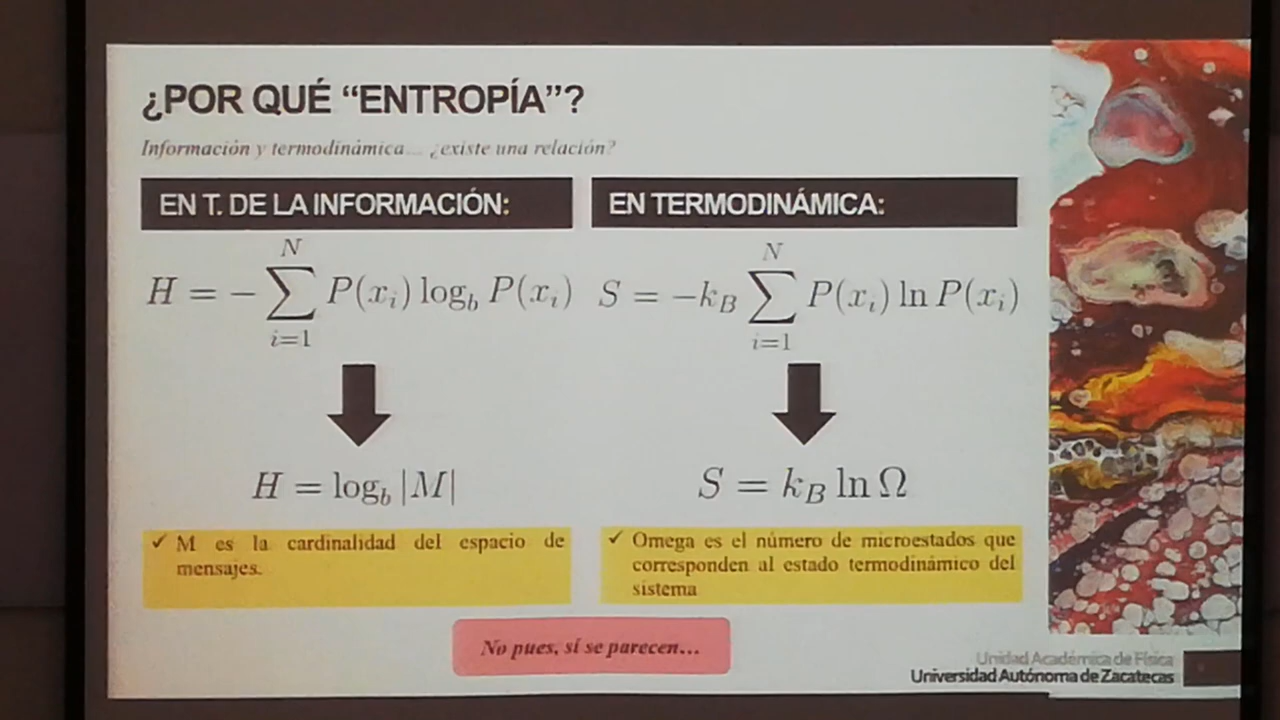 ¿POR QUÉ “ENTROPÍA”?
Información y termodinámica... ¿existe una relación?
EN T. DE LA INFORMACIÓN:
H = -\sum_{i=1}^{N} P(x_i) \log_b P(x_i)
H = \log_b |M|
✓ M es la cardinalidad del espacio de
mensajes.
EN TERMODINÁMICA:
S = -k_B \sum_{i=1}^{N} P(x_i) \ln P(x_i)
S = k_B \ln Ω
✓ Omega es el número de microestados que
corresponden al estado termodinámico del
sistema
No pues, sí se parecen...
Unidad Académica de Física
Universidad Autónoma de Zacatecas